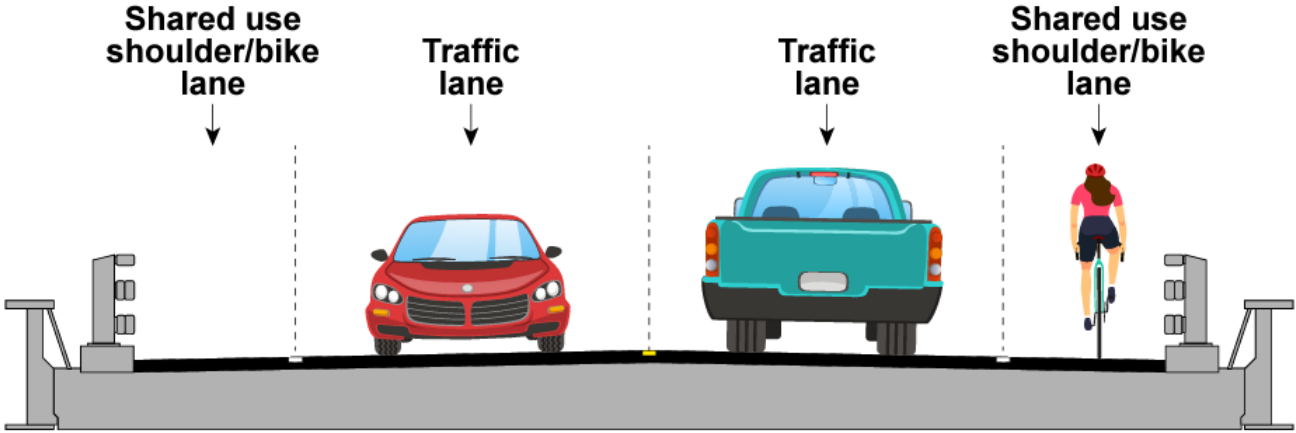 Shared use
shoulder/bike
lane
Traffic
lane
Traffic
lane
Shared use
shoulder/bike
lane